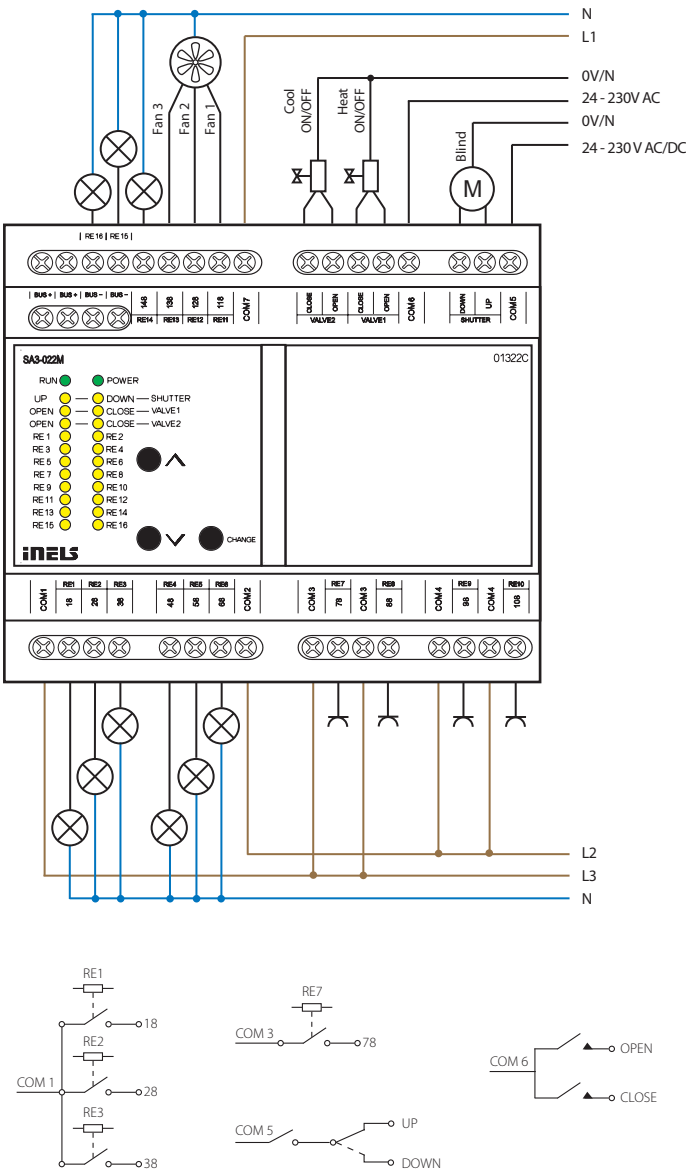 N
L1
0V/N
24 - 230V AC
0V/N
24 - 230 V AC/DC
Fan 3
Fan 2
Fan 1
Cool
ON/OFF
Heat
ON/OFF
Blind
M
| RE 16 | RE 15 |
| BUS + | BUS + | BUS – | BUS –
148
138
128
118
COM7
RE14 RE13 RE12 RE11
CLOSE
OPEN
CLOSE
OPEN
COM6
VALVE2 VALVE1
DOWN
UP
COM5
SHUTTER
SA3-022M
01322C
RUN POWER
UP DOWN SHUTTER
OPEN CLOSE VALVE1
OPEN CLOSE VALVE2
RE 1 RE 2
RE 3 RE 4
RE 5 RE 6
RE 7 RE 8
RE 9 RE 10
RE 11 RE 12
RE 13 RE 14
RE 15 RE 16
CHANGE
iNELS
COM1
RE1 RE2 RE3
18 28 38
RE4 RE5 RE6
48 58 68
COM2
COM3
RE7
78
COM3
RE8
88
COM4
RE9
98
COM4
RE10
108
L2
L3
N
RE1
18
RE2
COM 1
28
RE3
38
RE7
COM 3
78
COM 5
UP
DOWN
COM 6
OPEN
CLOSE